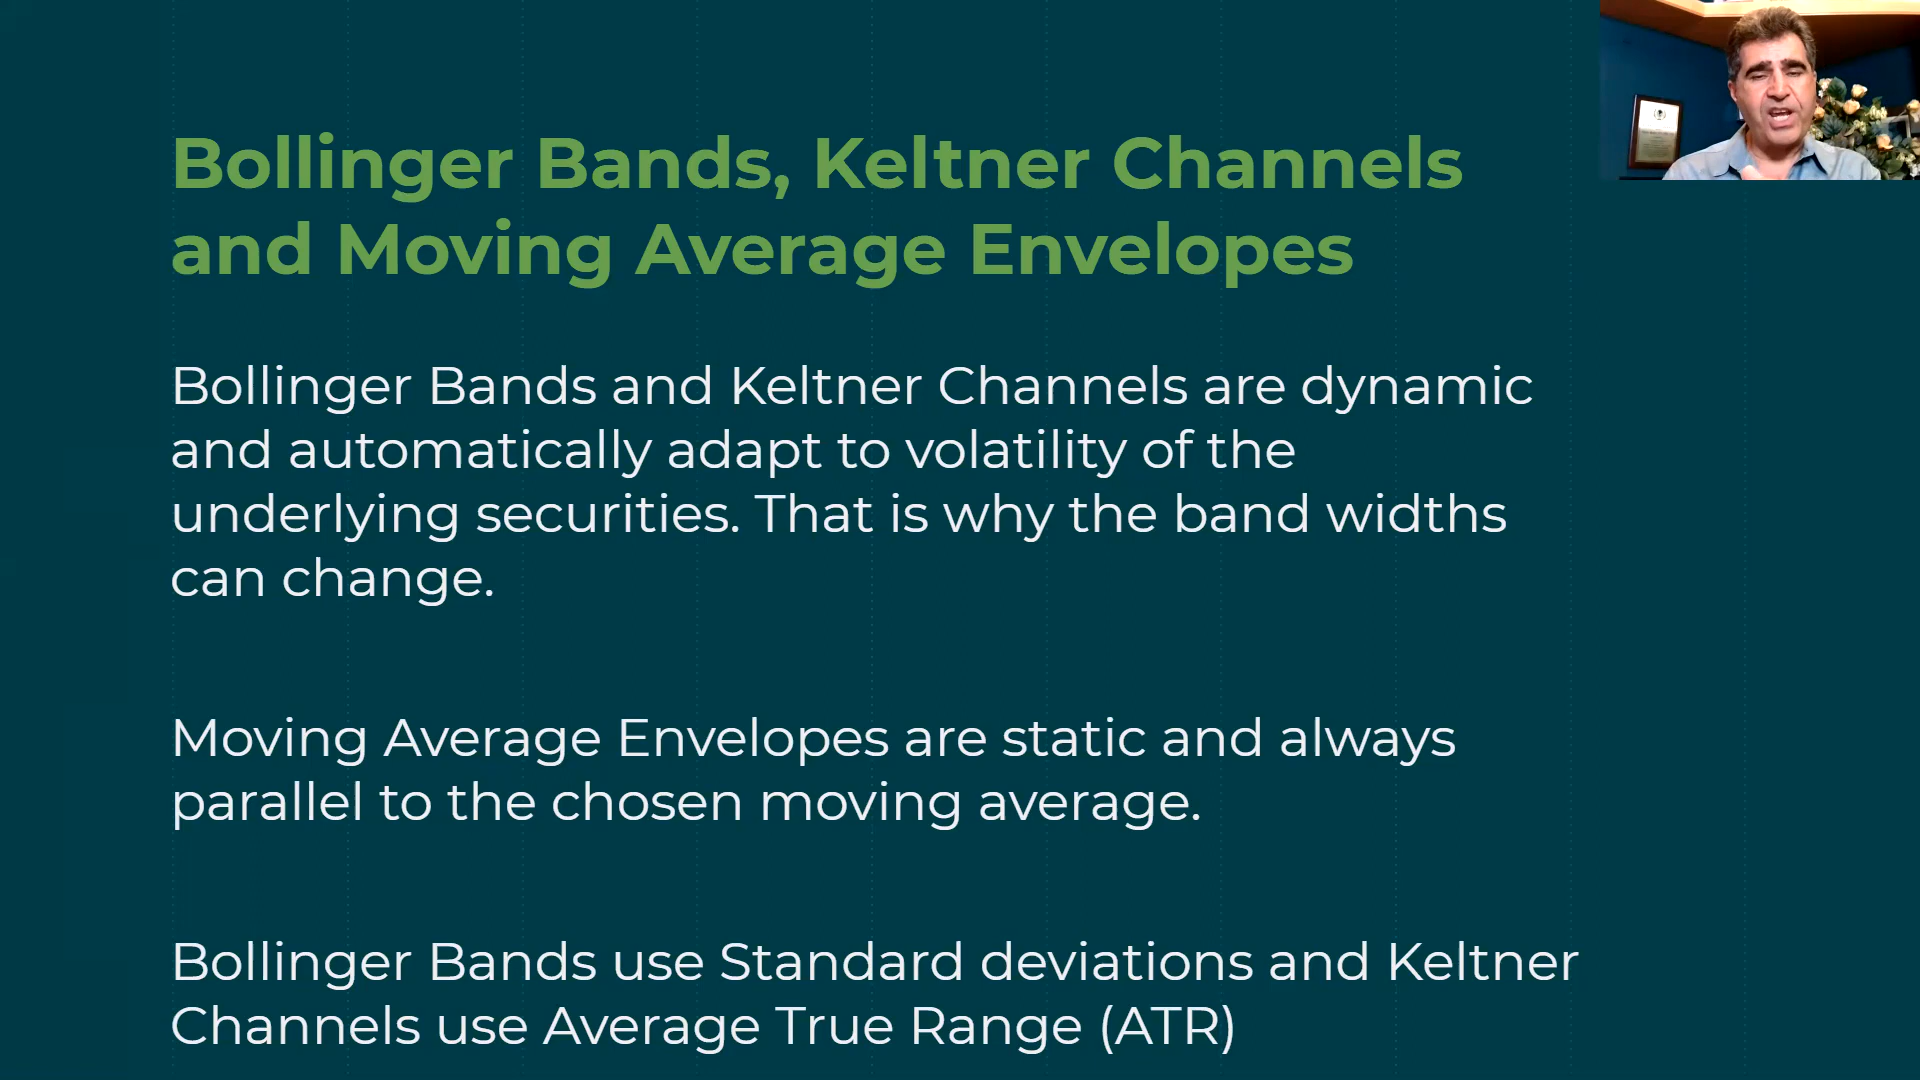 Bollinger Bands, Keltner Channels
and Moving Average Envelopes
Bollinger Bands and Keltner Channels are dynamic
and automatically adapt to volatility of the
underlying securities. That is why the band widths
can change.
Moving Average Envelopes are static and always
parallel to the chosen moving average.
Bollinger Bands use Standard deviations and Keltner
Channels use Average True Range (ATR)